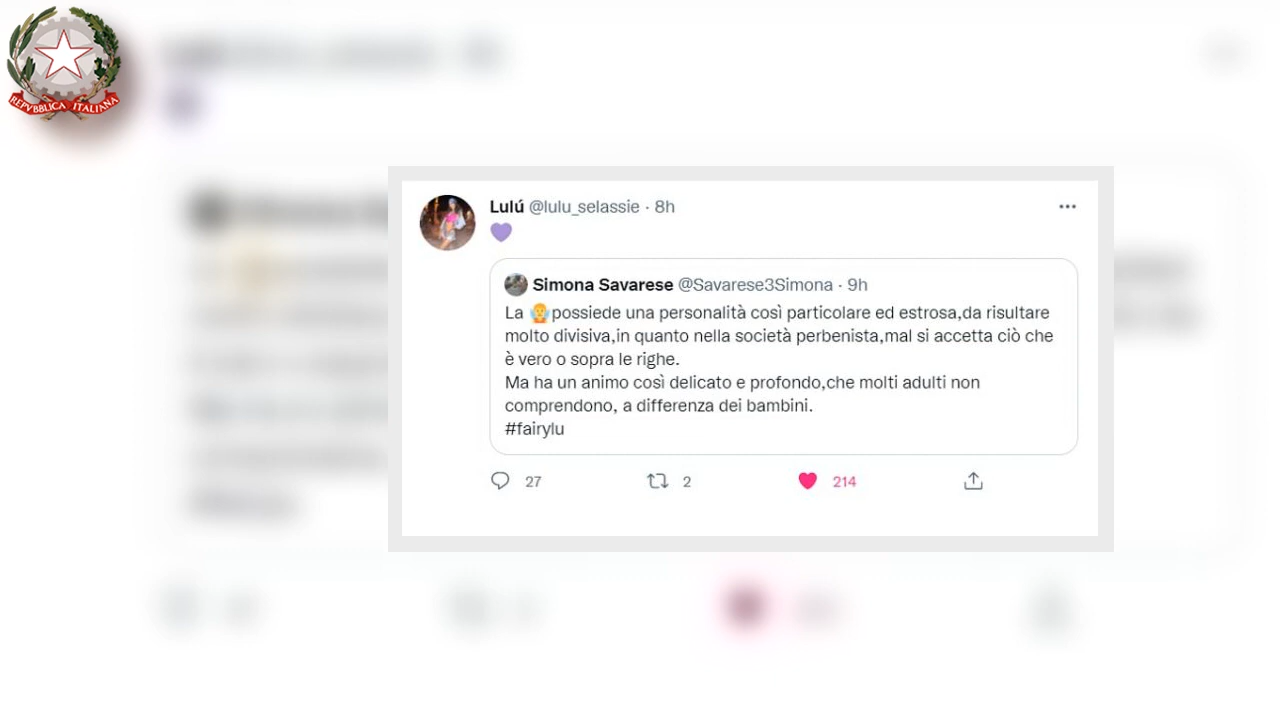 REPVBBLICA ITALIANA
Lulú @lulu_selassie · 8h
💜
Simona Savarese @Savarese3Simona · 9h
La 🧚possiede una personalità così particolare ed estrosa,da risultare
molto divisiva,in quanto nella società perbenista,mal si accetta ciò che
è vero o sopra le righe.
Ma ha un animo così delicato e profondo,che molti adulti non
comprendono, a differenza dei bambini.
#fairylu
27 2 214